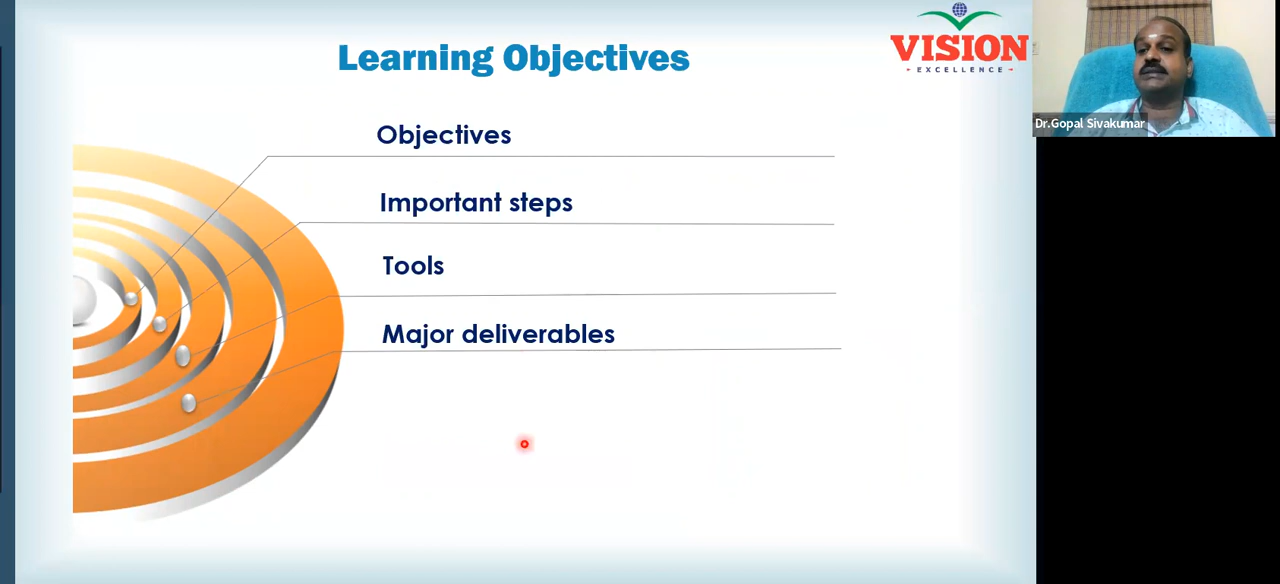 Learning Objectives
VISION
EXCELLENCE
Dr.Gopal Sivakumar
Objectives
Important steps
Tools
Major deliverables